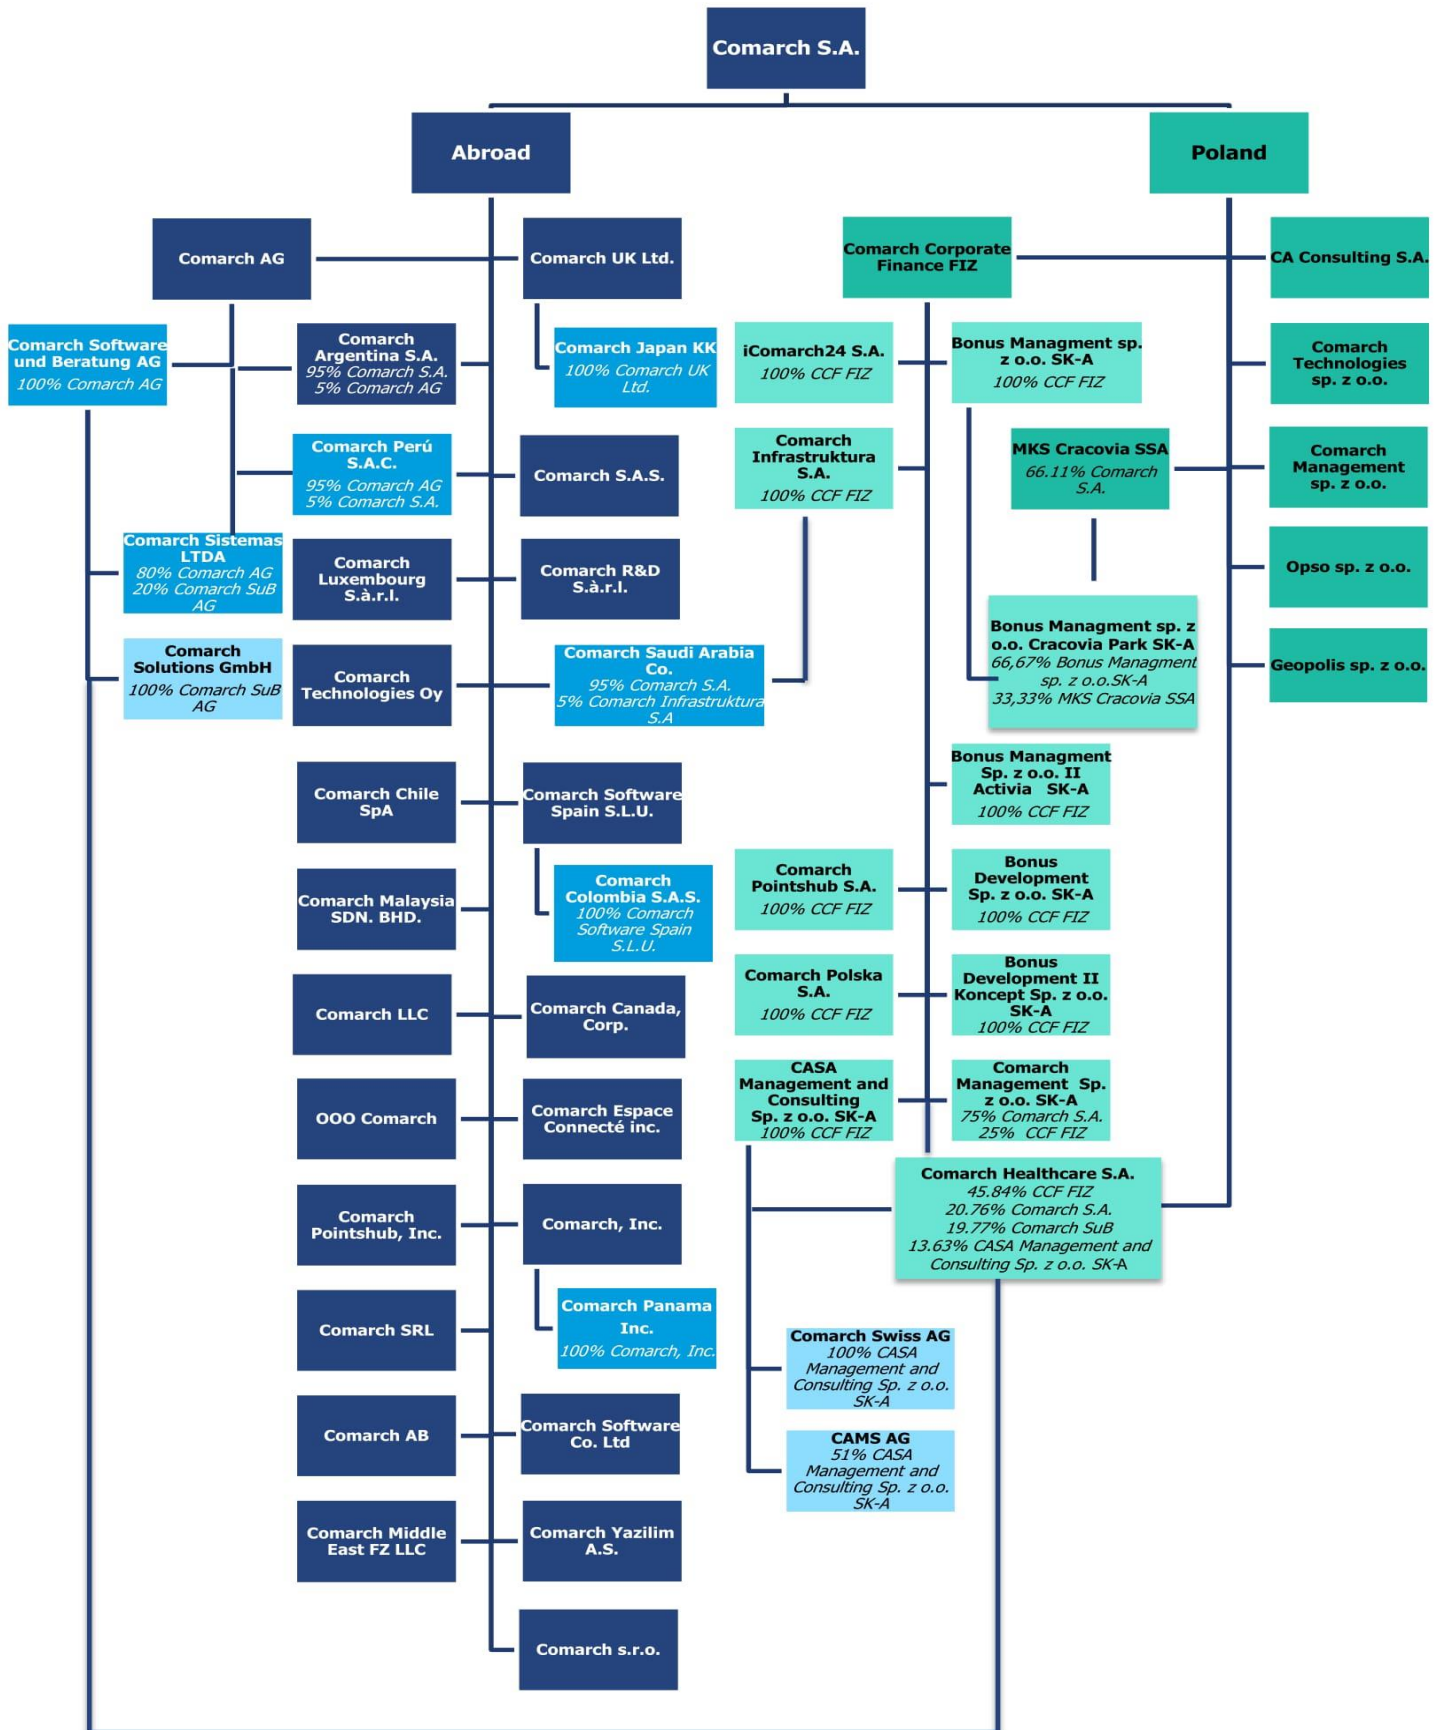 Comarch S.A.
Abroad
Poland
Comarch AG
Comarch UK Ltd.
Comarch Corporate
Finance FIZ
CA Consulting S.A.
Comarch Software
und Beratung AG
100% Comarch AG
Comarch
Argentina S.A.
95% Comarch S.A.
5% Comarch AG
Comarch Japan KK
100% Comarch UK
Ltd.
iComarch24 S.A.
100% CCF FIZ
Bonus Managment sp.
z o.o. SK-A
100% CCF FIZ
Comarch
Technologies
sp. z o.o.
Comarch Perú
S.A.C.
95% Comarch AG
5% Comarch S.A.
Comarch S.A.S.
Comarch
Infrastruktura
S.A.
100% CCF FIZ
MKS Cracovia SSA
66.11% Comarch
S.A.
Comarch
Management
sp. z o.o.
Comarch Sistemas
LTDA
80% Comarch AG
20% Comarch SuB
AG
Comarch
Luxembourg
S.à.r.l.
Comarch R&D
S.à.r.l.
Opso sp. z o.o.
Comarch
Solutions GmbH
100% Comarch SuB
AG
Comarch
Technologies Oy
Comarch Saudi Arabia
Co.
95% Comarch S.A.
5% Comarch Infrastruktura
S.A
Bonus Managment sp. z
o.o. Cracovia Park SK-A
66,67% Bonus Managment
sp. z o.o.SK-A
33,33% MKS Cracovia SSA
Geopolis sp. z o.o.
Comarch Chile
SpA
Comarch Software
Spain S.L.U.
Bonus Managment
Sp. z o.o. II
Activia SK-A
100% CCF FIZ
Comarch Malaysia
SDN. BHD.
Comarch
Colombia S.A.S.
100% Comarch
Software Spain
S.L.U.
Comarch
Pointshub S.A.
100% CCF FIZ
Bonus
Development
Sp. z o.o. SK-A
100% CCF FIZ
Comarch LLC
Comarch Canada,
Corp.
Comarch Polska
S.A.
100% CCF FIZ
Bonus
Development II
Koncept Sp. z o.o.
SK-A
100% CCF FIZ
OOO Comarch
Comarch Espace
Connecté inc.
CASA
Management and
Consulting
Sp. z o.o. SK-A
100% CCF FIZ
Comarch
Management Sp.
z o.o. SK-A
75% Comarch S.A.
25% CCF FIZ
Comarch
Pointshub, Inc.
Comarch, Inc.
Comarch Healthcare S.A.
45.84% CCF FIZ
20.76% Comarch S.A.
19.77% Comarch SuB
13.63% CASA Management and
Consulting Sp. z o.o. SK-A
Comarch SRL
Comarch Panama
Inc.
100% Comarch, Inc.
Comarch Swiss AG
100% CASA
Management and
Consulting Sp. z o.o.
SK-A
Comarch AB
Comarch Software
Co. Ltd
CAMS AG
51% CASA
Management and
Consulting Sp. z o.o.
SK-A
Comarch Middle
East FZ LLC
Comarch Yazilim
A.S.
Comarch s.r.o.